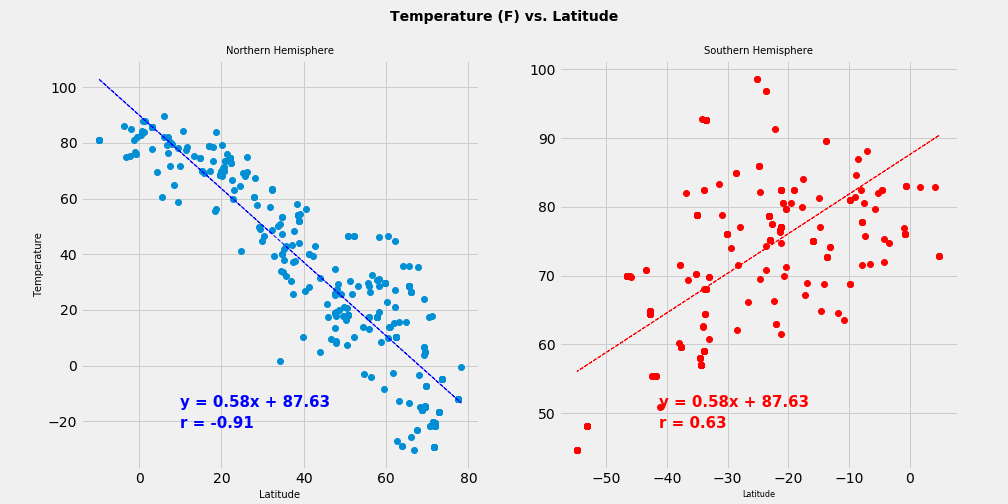 Temperature (F) vs. Latitude
Northern Hemisphere
Temperature
100
80
60
40
20
0
−20
y = 0.58x + 87.63
r = -0.91
0
20
40
60
80
Latitude
Southern Hemisphere
100
90
80
70
60
50
y = 0.58x + 87.63
r = 0.63
−50
−40
−30
−20
−10
0
Latitude